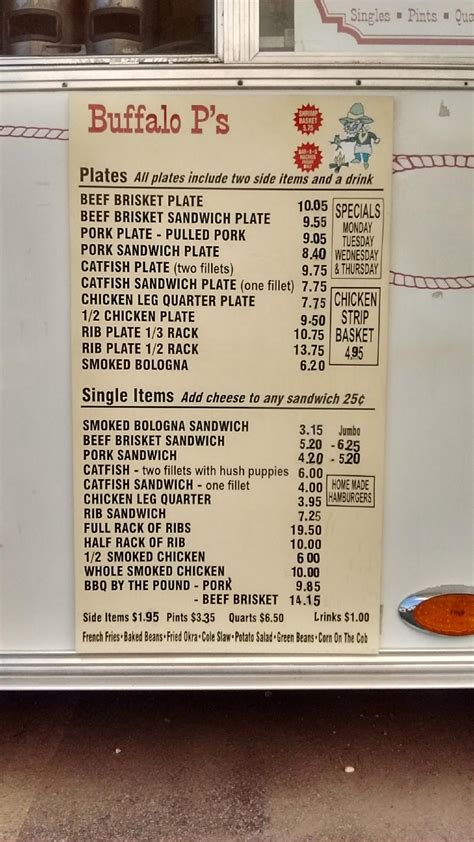 Singles ▪ Pints ▪ Qua
Buffalo P's
SHRIMP
BASKET
5.75
BAR-B-Q
NACHOS
Plates All plates include two side items and a drink
BEEF BRISKET PLATE 10.05
BEEF BRISKET SANDWICH PLATE 9.55
PORK PLATE - PULLED PORK 9.05
PORK SANDWICH PLATE 8.40
CATFISH PLATE (two fillets) 9.75
CATFISH SANDWICH PLATE (one fillet) 7.75
CHICKEN LEG QUARTER PLATE 7.75
1/2 CHICKEN PLATE 9-50
RIB PLATE 1/3 RACK 10.75
RIB PLATE 1/2 RACK 13.75
SMOKED BOLOGNA 6.20
SPECIALS
MONDAY
TUESDAY
WEDNESDAY
& THURSDAY
CHICKEN
STRIP
BASKET
4.95
Single Items Add cheese to any sandwich 25¢
SMOKED BOLOGNA SANDWICH 3.15 Jumbo
BEEF BRISKET SANDWICH 5.20 - 6.25
PORK SANDWICH 4.20 - 5.20
CATFISH - two fillets with hush puppies 6.00
CATFISH SANDWICH - one fillet 4.00
CHICKEN LEG QUARTER 3.95
RIB SANDWICH 7.25
FULL RACK OF RIBS 19.50
HALF RACK OF RIB 10.00
1/2 SMOKED CHICKEN 6 00
WHOLE SMOKED CHICKEN 10.00
BBQ BY THE POUND - PORK 9.85
- BEEF BRISKET 14.15
HOME MADE
HAMBURGERS
Side Items $1.95 Pints $3.35 Quarts $6.50 Lrinks $1.00
French Fries • Baked Beans • Fried Okra • Cole Slaw • Potato Salad • Green Beans • Corn On The Cob